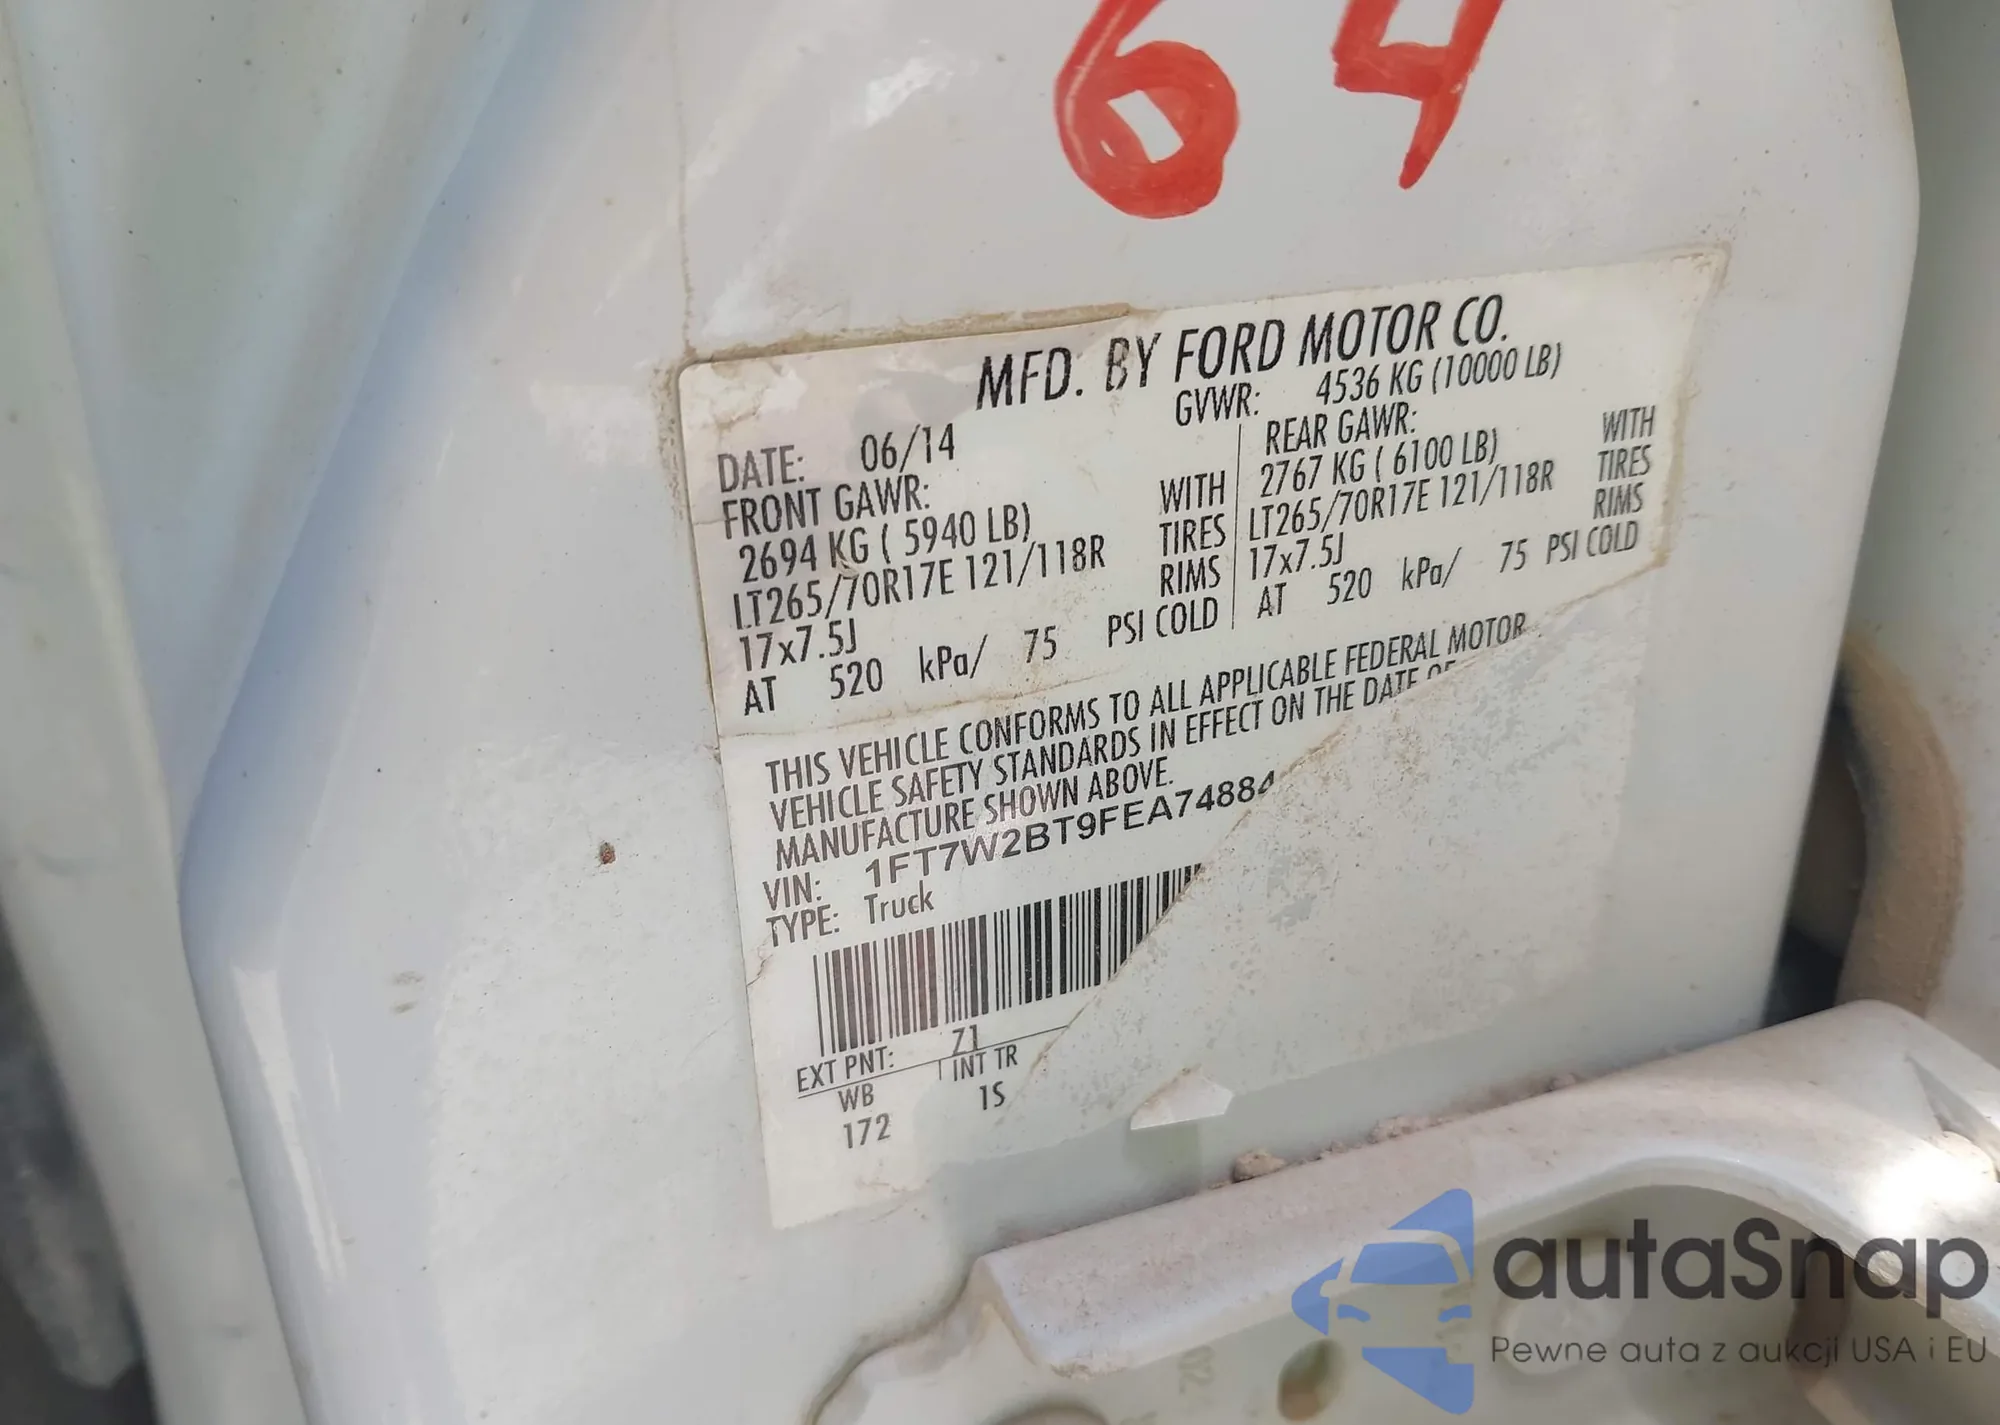 64
MFD. BY FORD MOTOR CO.
DATE: 06/14 GVWR: 4536 KG (10000 LB)
FRONT GAWR: REAR GAWR:
2694 KG ( 5940 LB) WITH 2767 KG ( 6100 LB) WITH
LT265/70R17E 121/118R TIRES LT265/70R17E 121/118R TIRES
17x7.5J RIMS 17x7.5J RIMS
AT 520 kPa/ 75 PSI COLD AT 520 kPa/ 75 PSI COLD
THIS VEHICLE CONFORMS TO ALL APPLICABLE FEDERAL MOTOR
VEHICLE SAFETY STANDARDS IN EFFECT ON THE DATE OF
MANUFACTURE SHOWN ABOVE.
VIN: 1FT7W2BT9FEA74884
TYPE: Truck
EXT PNT: Z1
WB INT TR
172 1S
autaSnap
Pewne auta z aukcji USA i EU